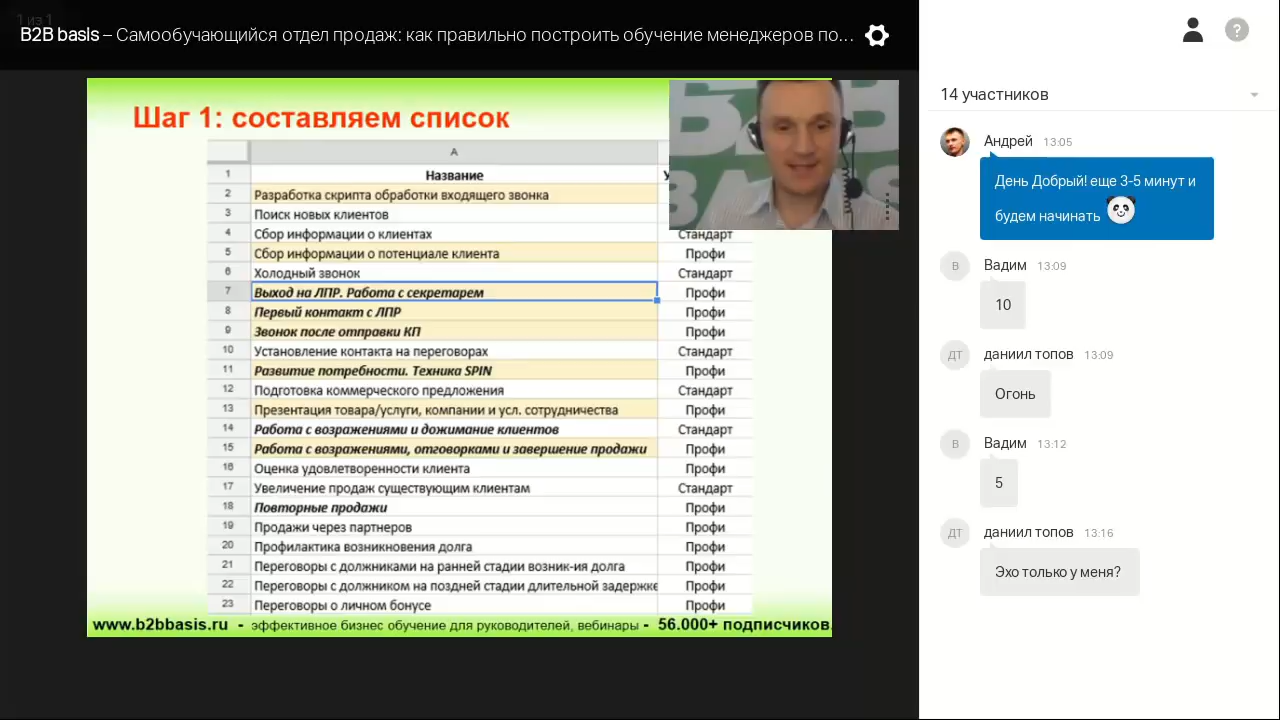 1 из 1
B2B basis – Самообучающийся отдел продаж: как правильно построить обучение менеджеров по...
Шаг 1: составляем список
A
1 Название
2 Разработка скрипта обработки входящего звонка
3 Поиск новых клиентов
4 Сбор информации о клиентах Стандарт
5 Сбор информации о потенциале клиента Профи
6 Холодный звонок Стандарт
7 Выход на ЛПР. Работа с секретарем Профи
8 Первый контакт с ЛПР Профи
9 Звонок после отправки КП Профи
10 Установление контакта на переговорах Стандарт
11 Развитие потребности. Техника SPIN Профи
12 Подготовка коммерческого предложения Стандарт
13 Презентация товара/услуги, компании и усл. сотрудничества Профи
14 Работа с возражениями и дожимание клиентов Стандарт
15 Работа с возражениями, отговорками и завершение продажи Профи
16 Оценка удовлетворенности клиента Профи
17 Увеличение продаж существующим клиентам Стандарт
18 Повторные продажи Профи
19 Продажи через партнеров Профи
20 Профилактика возникновения долга Профи
21 Переговоры с должниками на ранней стадии возник-ия долга Профи
22 Переговоры с должником на поздней стадии длительной задержке Профи
23 Переговоры о личном бонусе Профи
www.b2bbasis.ru - эффективное бизнес обучение для руководителей, вебинары - 56.000+ подписчиков
14 участников
Андрей 13:05
День Добрый! еще 3-5 минут и
будем начинать
В Вадим 13:09
10
ДТ даниил топов 13:09
Огонь
В Вадим 13:12
5
ДТ даниил топов 13:16
Эхо только у меня?